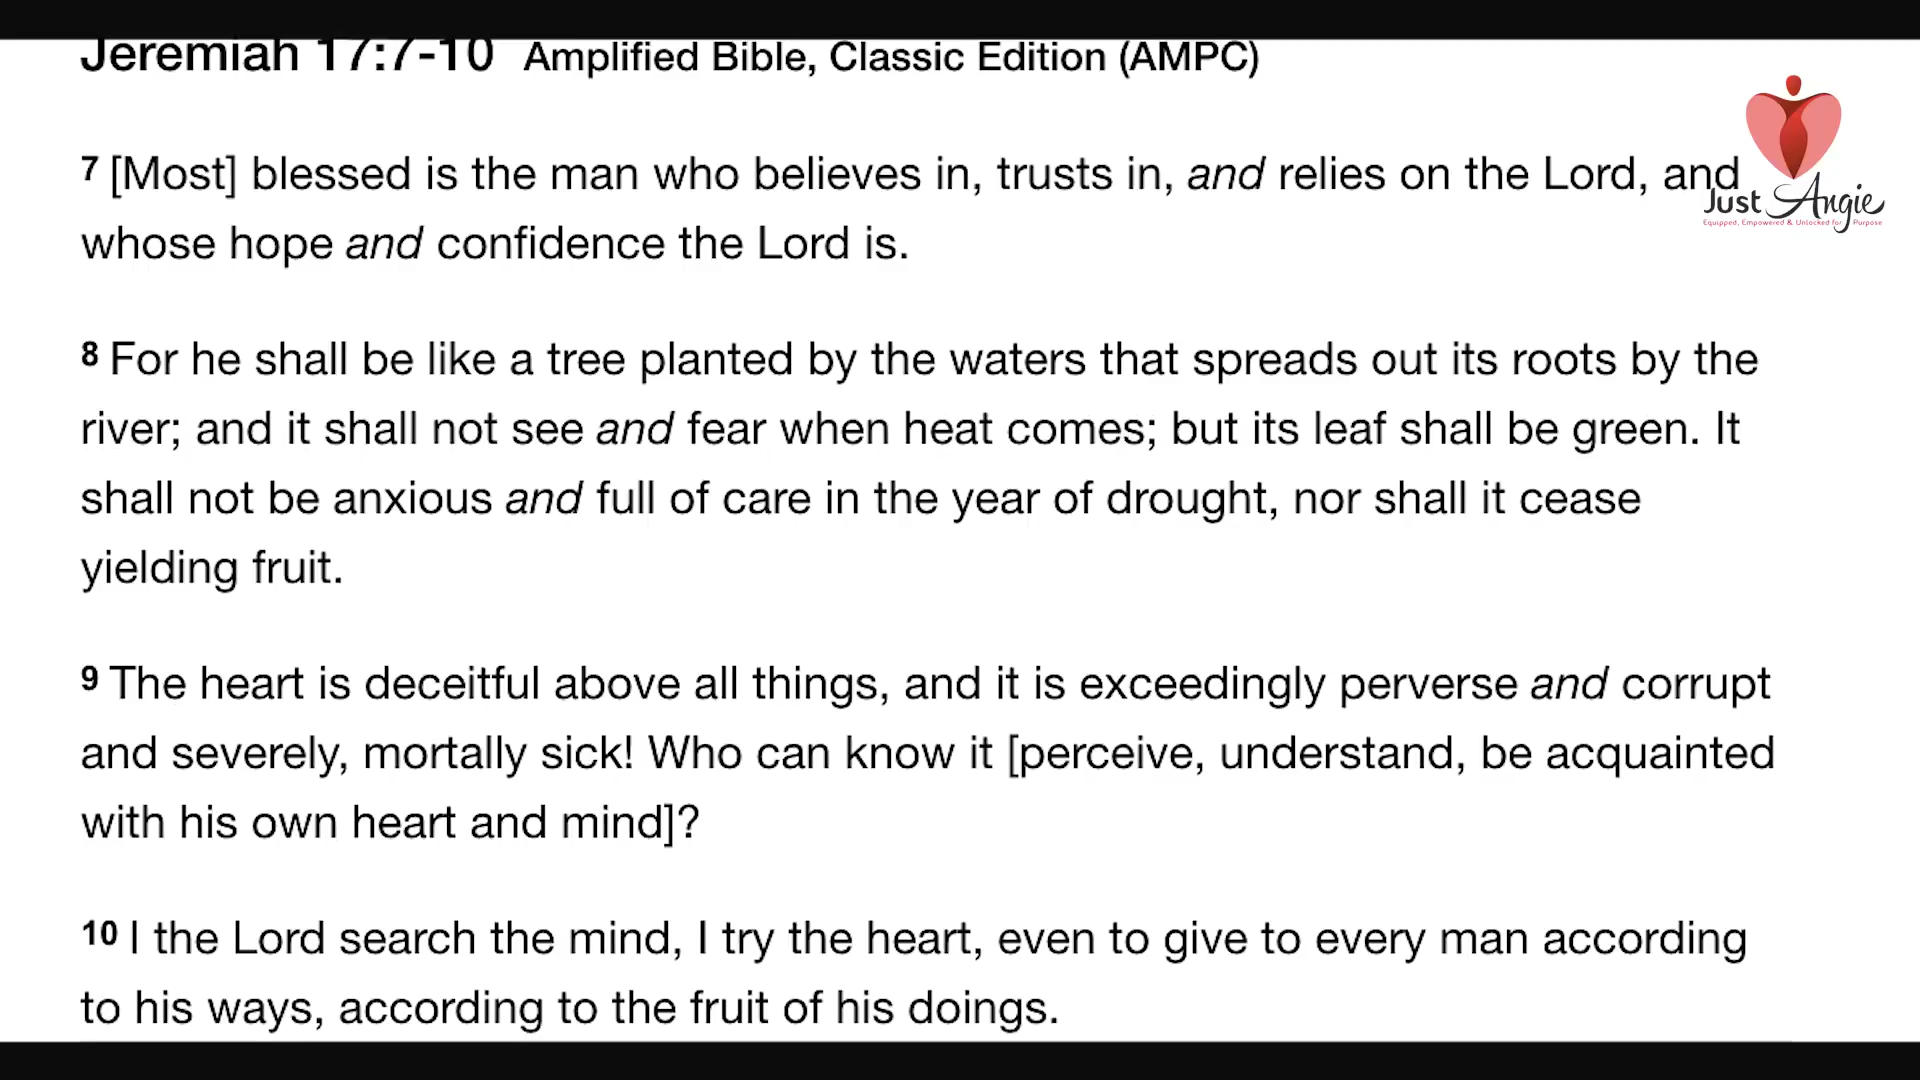 Jeremiah 17:7-10 Amplified Bible, Classic Edition (AMPC)
7 [Most] blessed is the man who believes in, trusts in, and relies on the Lord, and
whose hope and confidence the Lord is.
8 For he shall be like a tree planted by the waters that spreads out its roots by the
river; and it shall not see and fear when heat comes; but its leaf shall be green. It
shall not be anxious and full of care in the year of drought, nor shall it cease
yielding fruit.
9 The heart is deceitful above all things, and it is exceedingly perverse and corrupt
and severely, mortally sick! Who can know it [perceive, understand, be acquainted
with his own heart and mind]?
10 I the Lord search the mind, I try the heart, even to give to every man according
to his ways, according to the fruit of his doings.
Just Angie
Equipped, Empowered & Unlocked for Purpose